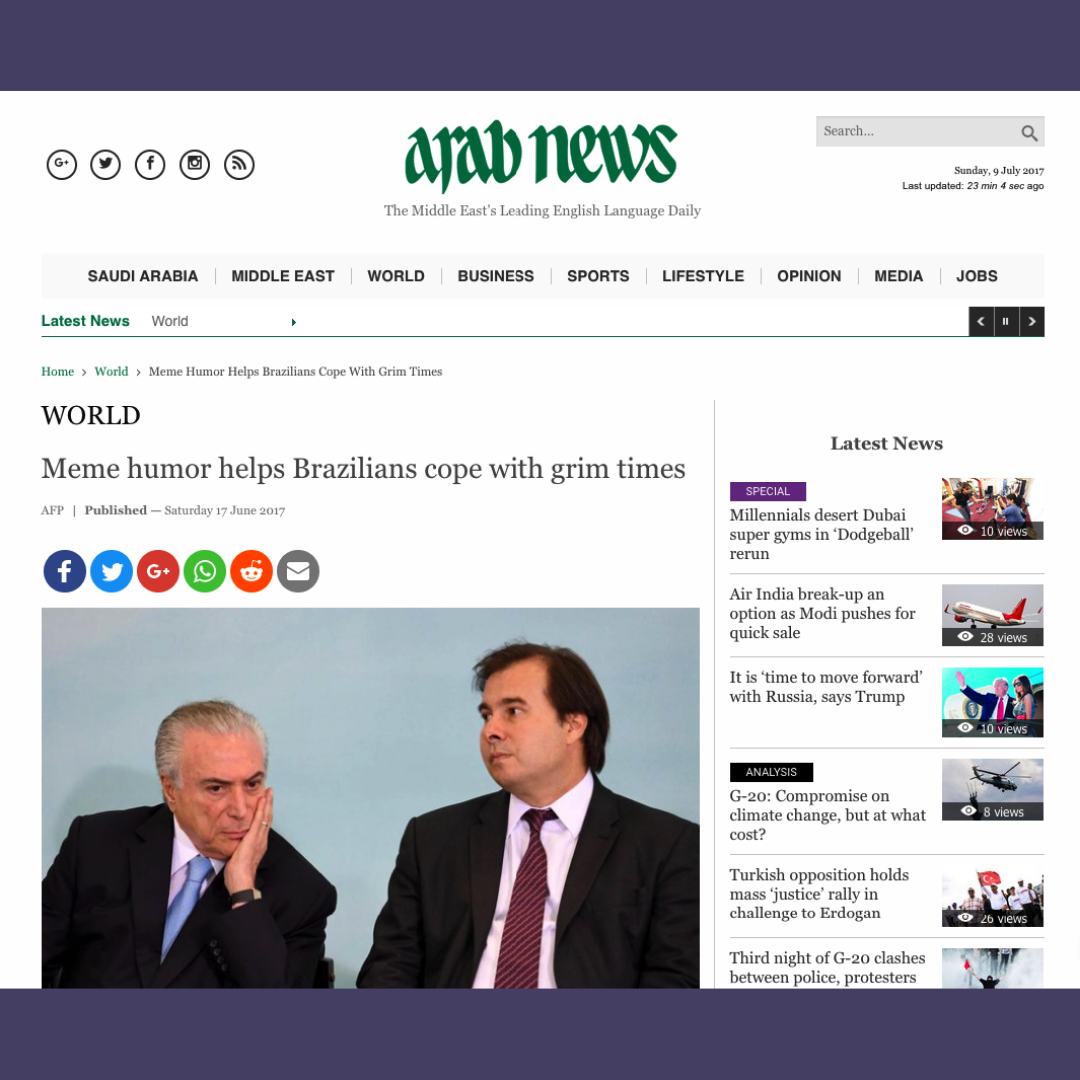 G+
f
arab news
The Middle East's Leading English Language Daily
Search...
Sunday, 9 July 2017
Last updated: 23 min 4 sec ago
SAUDI ARABIA
MIDDLE EAST
WORLD
BUSINESS
SPORTS
LIFESTYLE
OPINION
MEDIA
JOBS
Latest News
World
Home › World › Meme Humor Helps Brazilians Cope With Grim Times
WORLD
Meme humor helps Brazilians cope with grim times
AFP | Published — Saturday 17 June 2017
f
G+
Latest News
SPECIAL
Millennials desert Dubai
super gyms in ‘Dodgeball’
rerun
10 views
Air India break-up an
option as Modi pushes for
quick sale
28 views
It is ‘time to move forward’
with Russia, says Trump
10 views
ANALYSIS
G-20: Compromise on
climate change, but at what
cost?
8 views
Turkish opposition holds
mass ‘justice’ rally in
challenge to Erdogan
26 views
Third night of G-20 clashes
between police, protesters